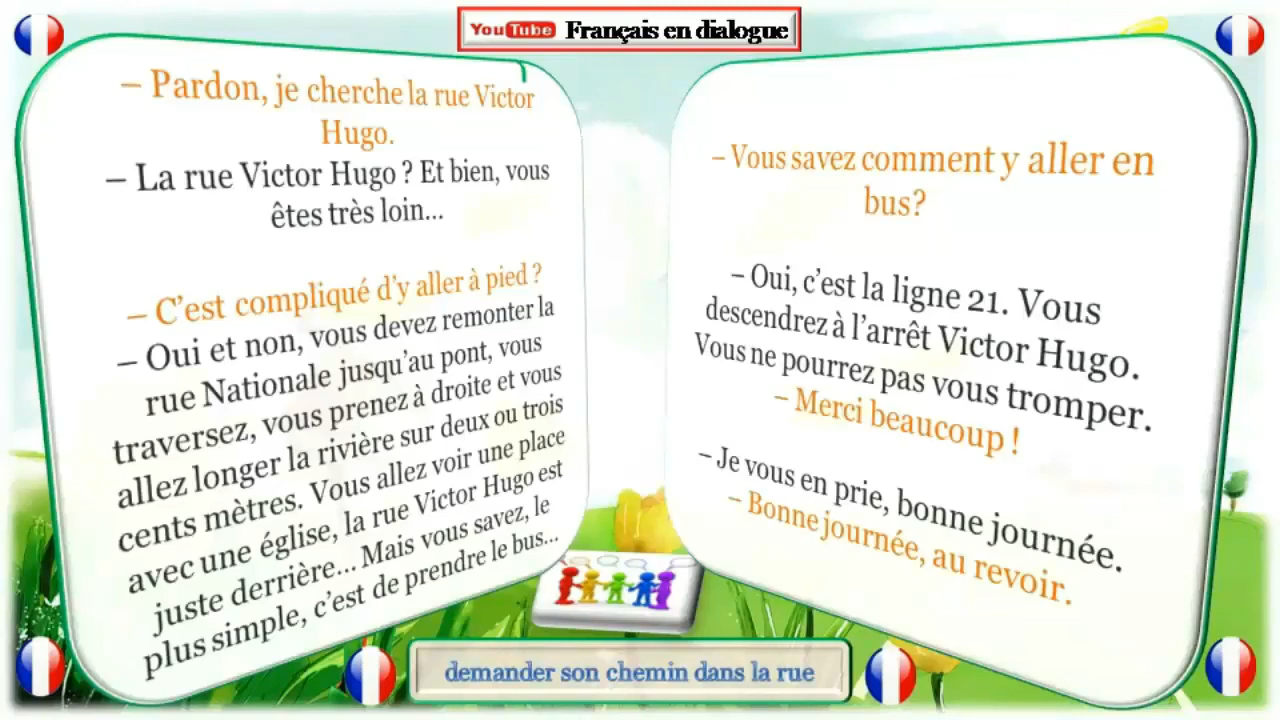 YouTube Français en dialogue
– Pardon, je cherche la rue Victor
Hugo.
– La rue Victor Hugo ? Et bien, vous
êtes très loin...
– C'est compliqué d'y aller à pied ?
– Oui et non, vous devez remonter la
rue Nationale jusqu'au pont, vous
traversez, vous prenez à droite et vous
allez longer la rivière sur deux ou trois
cents mètres. Vous allez voir une place
avec une église, la rue Victor Hugo est
juste derrière... Mais vous savez, le
plus simple, c'est de prendre le bus...
– Vous savez comment y aller en
bus?
– Oui, c'est la ligne 21. Vous
descendrez à l'arrêt Victor Hugo.
Vous ne pourrez pas vous tromper.
– Merci beaucoup !
– Je vous en prie, bonne journée.
– Bonne journée, au revoir.
demander son chemin dans la rue